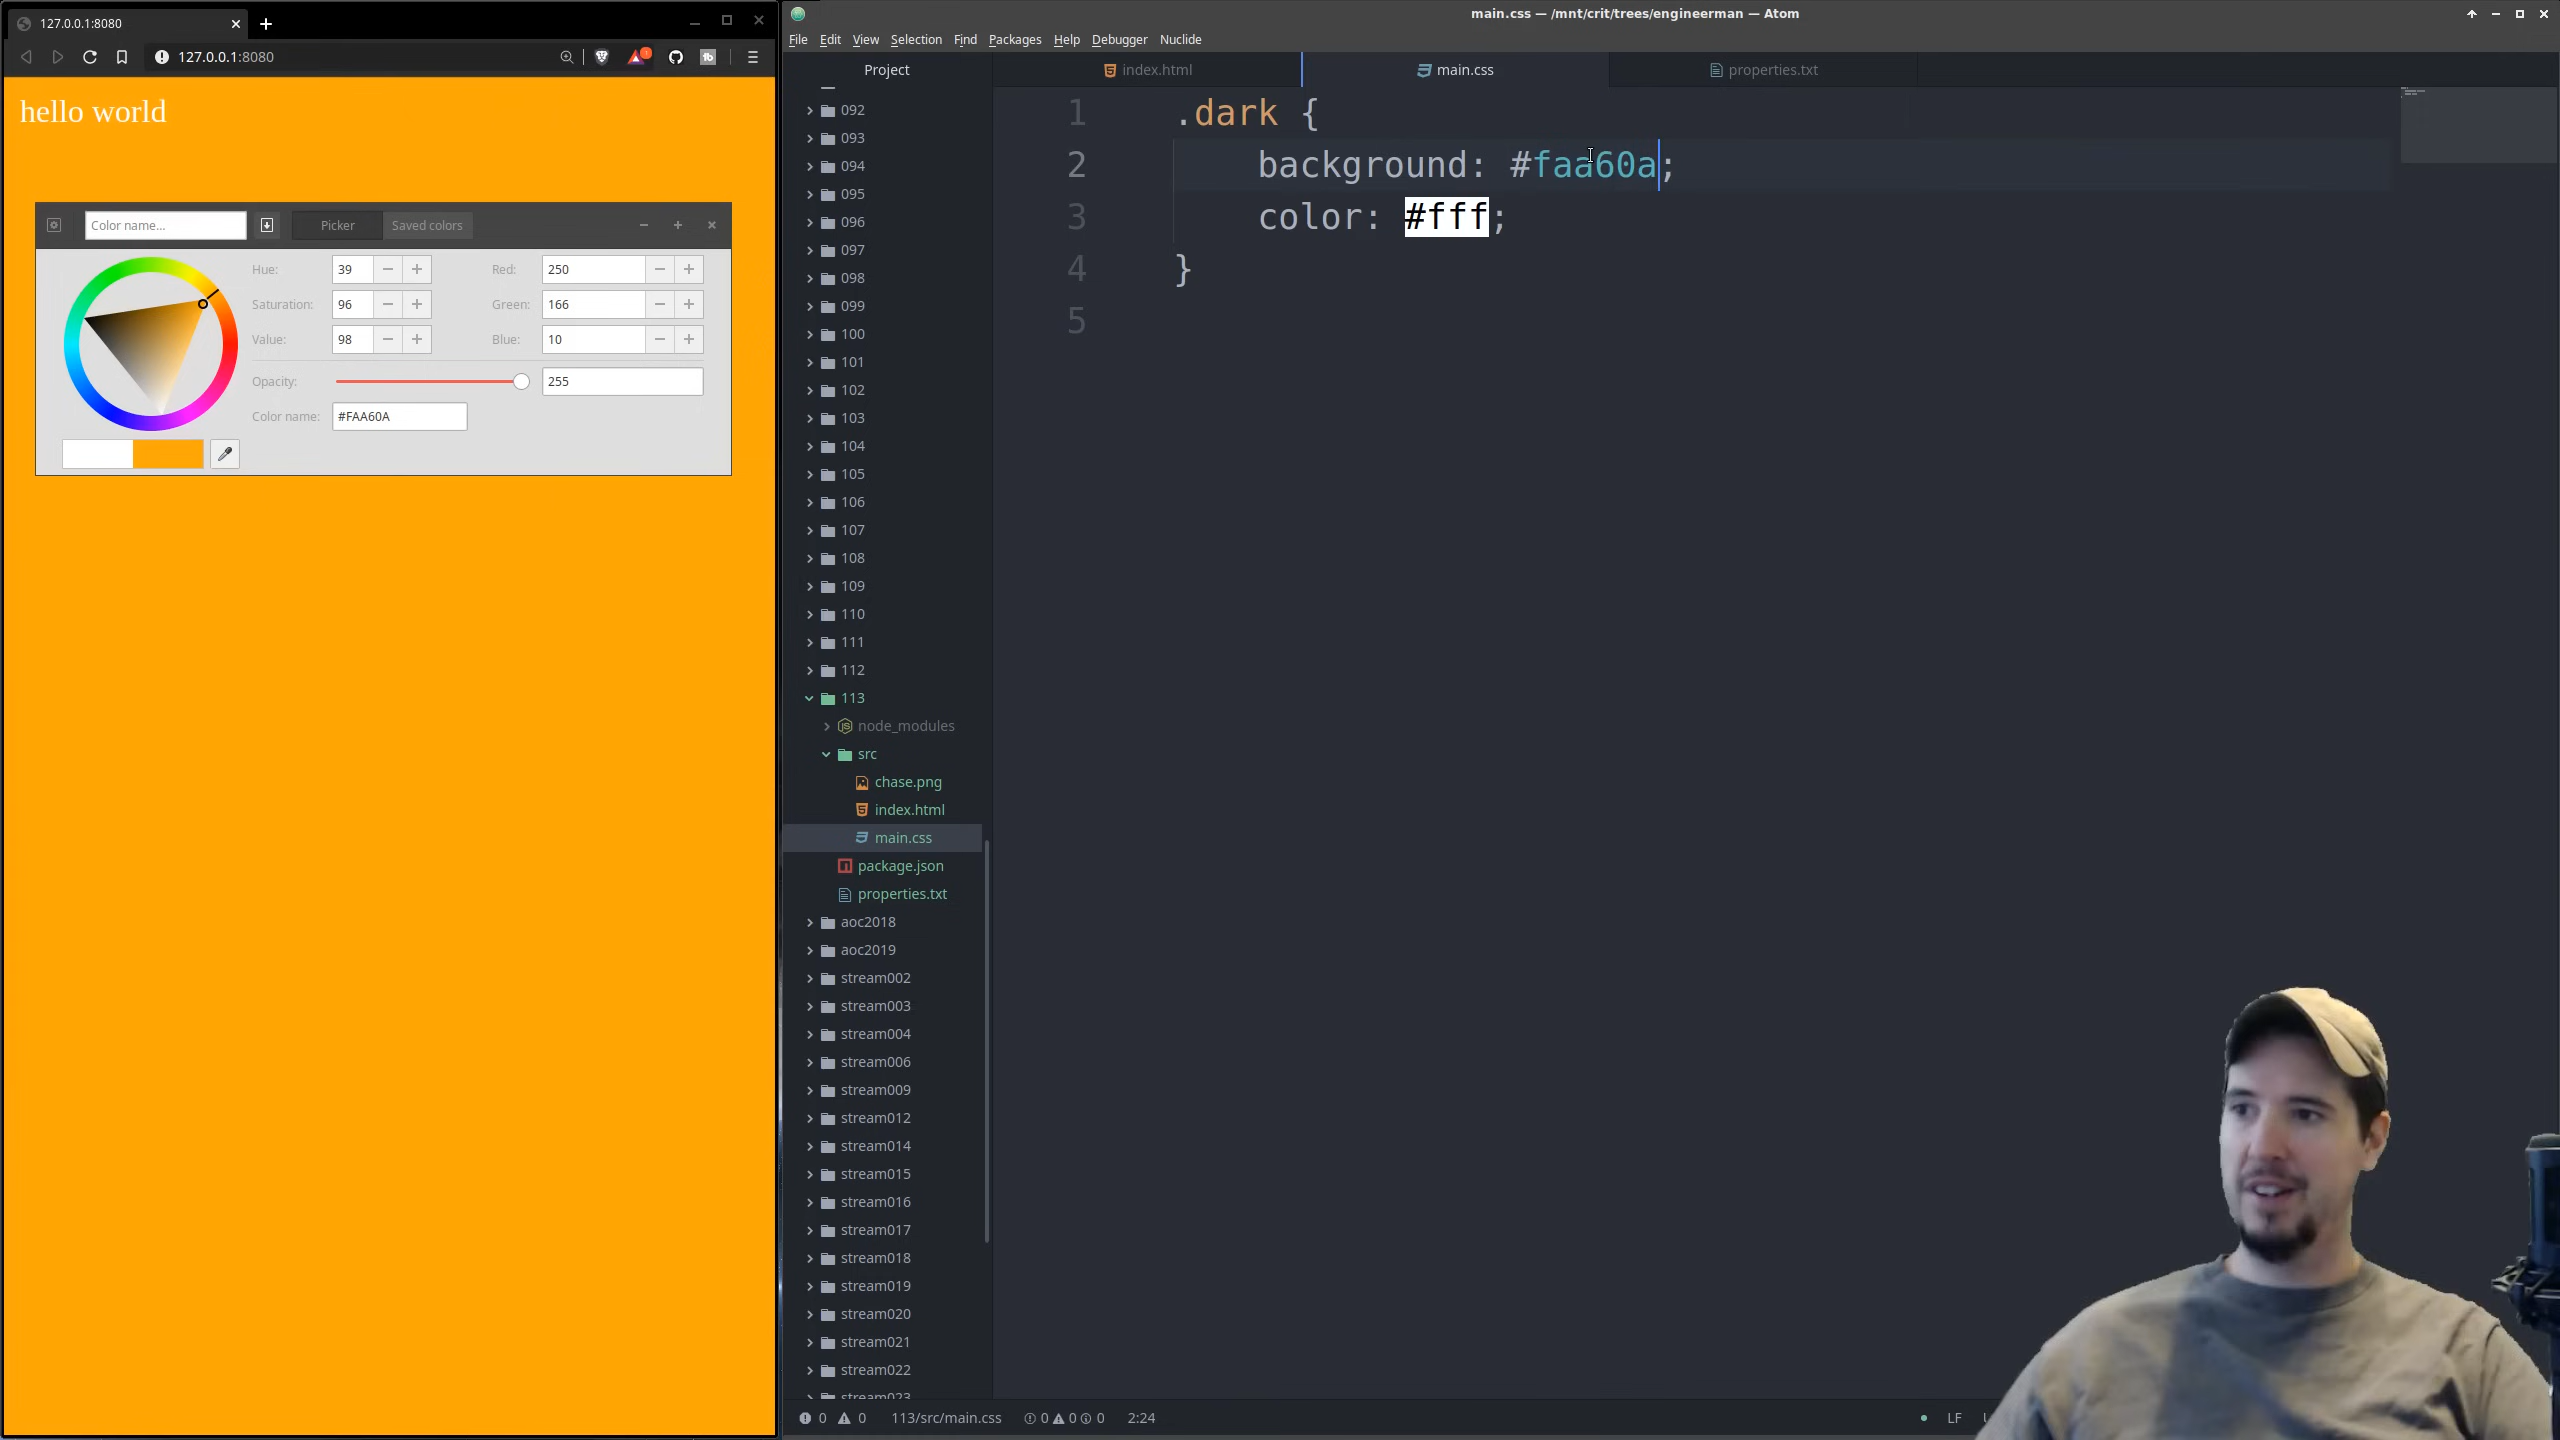 127.0.0.1:8080
127.0.0.1:8080
hello world
Color name...
Picker
Saved colors
Hue:
39
Red:
250
Saturation:
96
Green:
166
Value:
98
Blue:
10
Opacity:
255
Color name:
#FAA60A
main.css — /mnt/crit/trees/engineerman — Atom
File Edit View Selection Find Packages Help Debugger Nuclide
Project
092
093
094
095
096
097
098
099
100
101
102
103
104
105
106
107
108
109
110
111
112
113
node_modules
src
chase.png
index.html
main.css
package.json
properties.txt
aoc2018
aoc2019
stream002
stream003
stream004
stream006
stream009
stream012
stream014
stream015
stream016
stream017
stream018
stream019
stream020
stream021
stream022
stream023
index.html
main.css
properties.txt
1 .dark {
2 background: #faa60a;
3 color: #fff;
4 }
5
0 0 113/src/main.css 0 0 0 2:24
LF